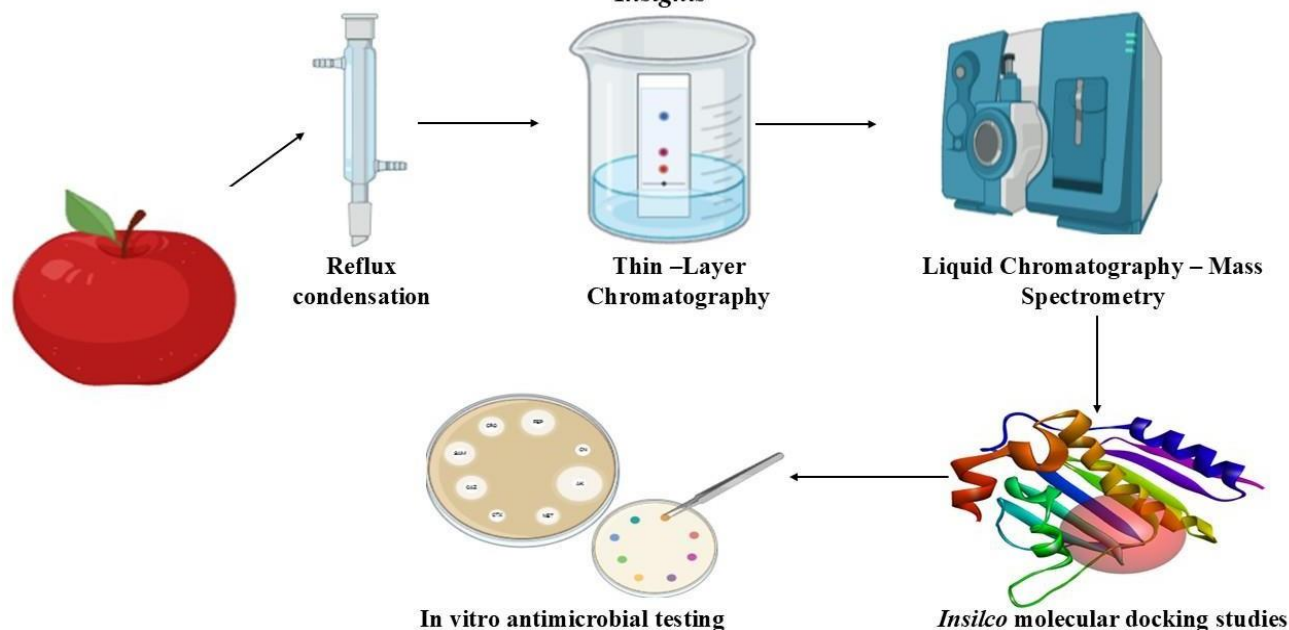 Insights
Reflux
condensation
Thin –Layer
Chromatography
Liquid Chromatography – Mass
Spectrometry
In vitro antimicrobial testing
Insilco molecular docking studies